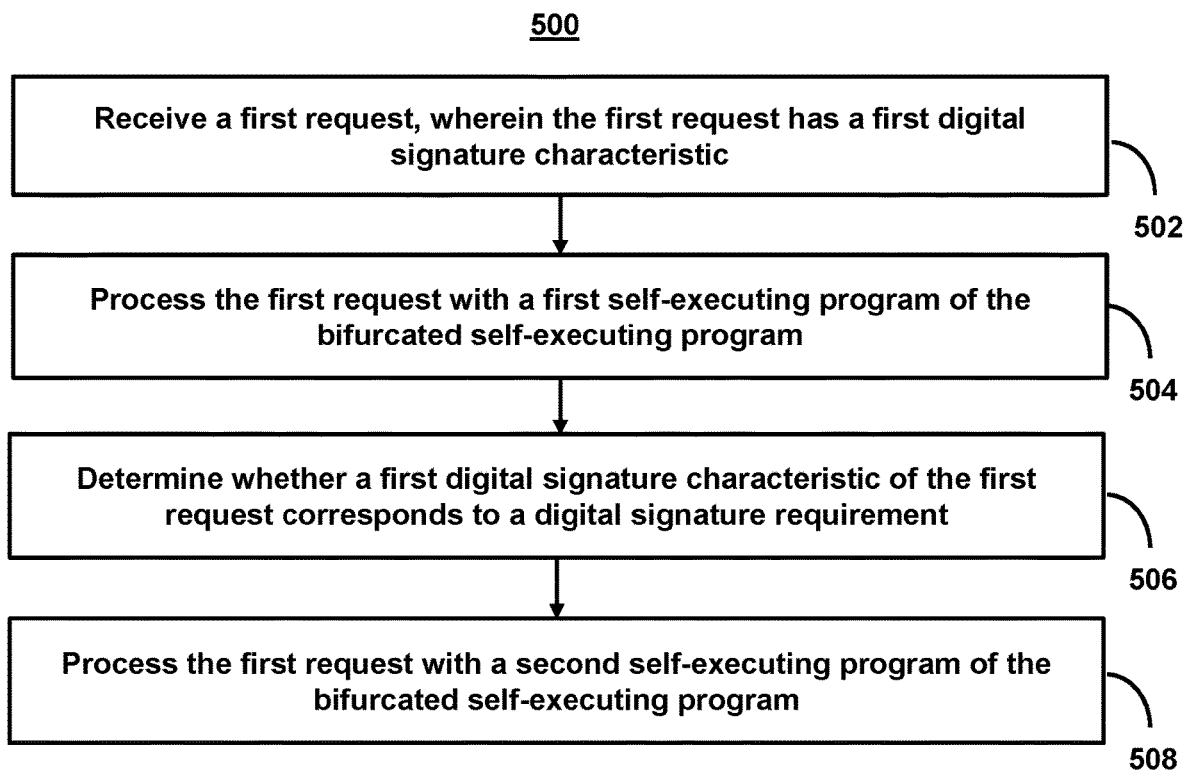 500
Receive a first request, wherein the first request has a first digital
signature characteristic
502
Process the first request with a first self-executing program of the
bifurcated self-executing program
504
Determine whether a first digital signature characteristic of the first
request corresponds to a digital signature requirement
506
Process the first request with a second self-executing program of the
bifurcated self-executing program
508